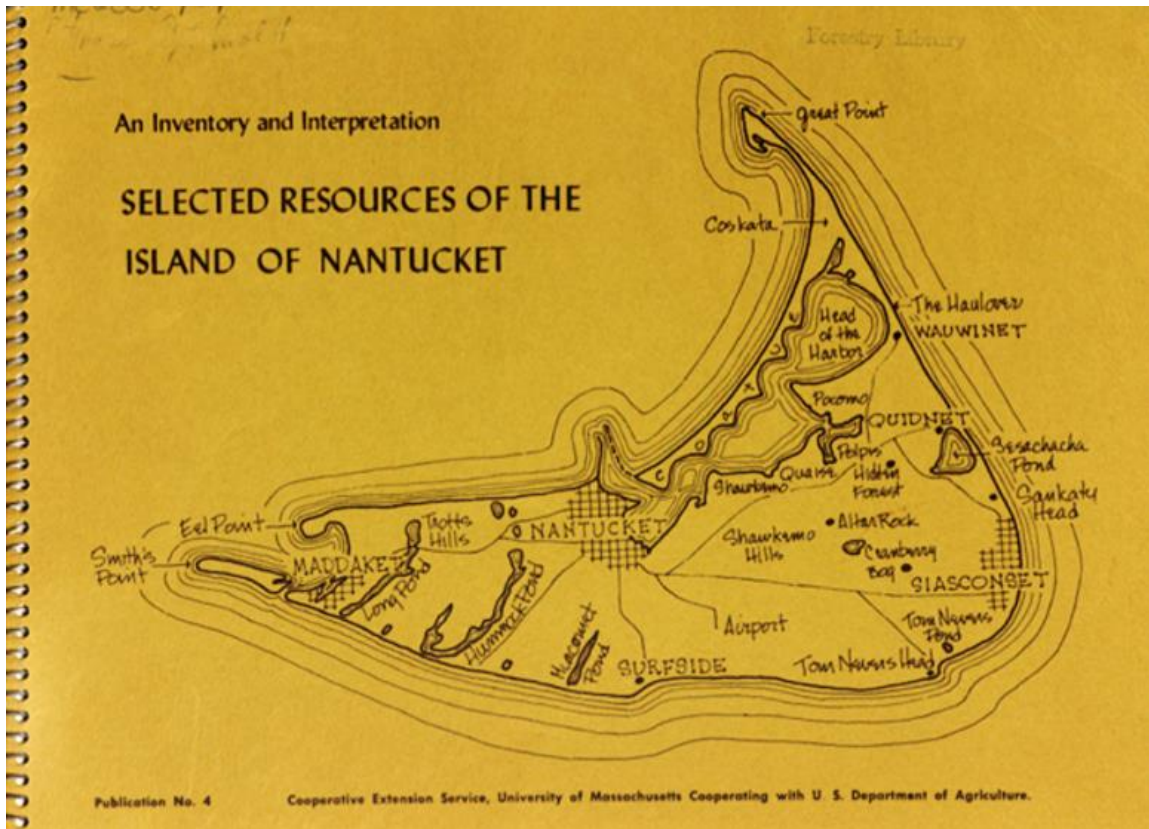 Forestry Library
An Inventory and Interpretation
SELECTED RESOURCES OF THE
ISLAND OF NANTUCKET
Great Point
Coskata
The Haulover
WAUWINET
Head
of the
Harbor
Pocomo
QUIDNET
Polpis
Sesachacha
Pond
Quaise
Hidden
Forest
Shawkemo
Sankaty
Head
Eel Point
Trotts
Hills
NANTUCKET
Altar Rock
Shawkemo
Hills
Cranberry
Bog
Smith's
Point
MADDAKET
Long Pond
SIASCONSET
Hummock Pond
Miacomet
Pond
Airport
Tom Nevers
Pond
SURFSIDE
Tom Nevers Head
Publication No. 4
Cooperative Extension Service, University of Massachusetts Cooperating with U. S. Department of Agriculture.